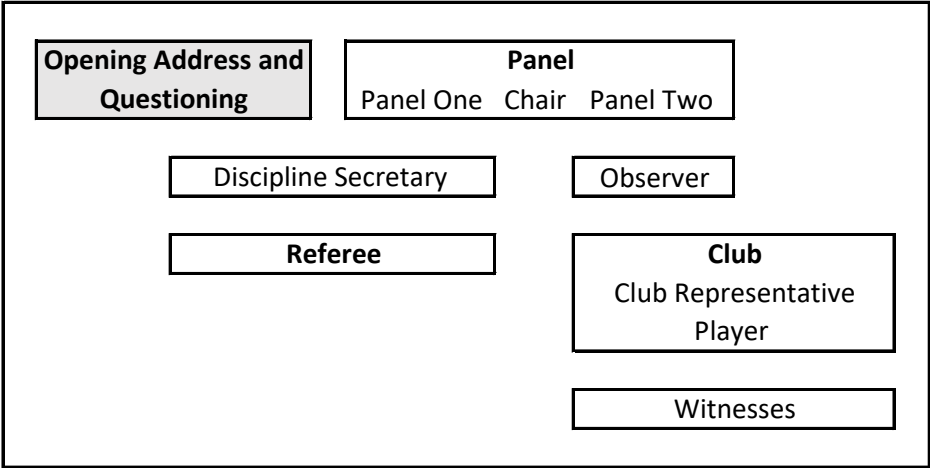 Opening Address and
Questioning
Panel
Panel One Chair Panel Two
Discipline Secretary
Observer
Referee
Club
Club Representative
Player
Witnesses